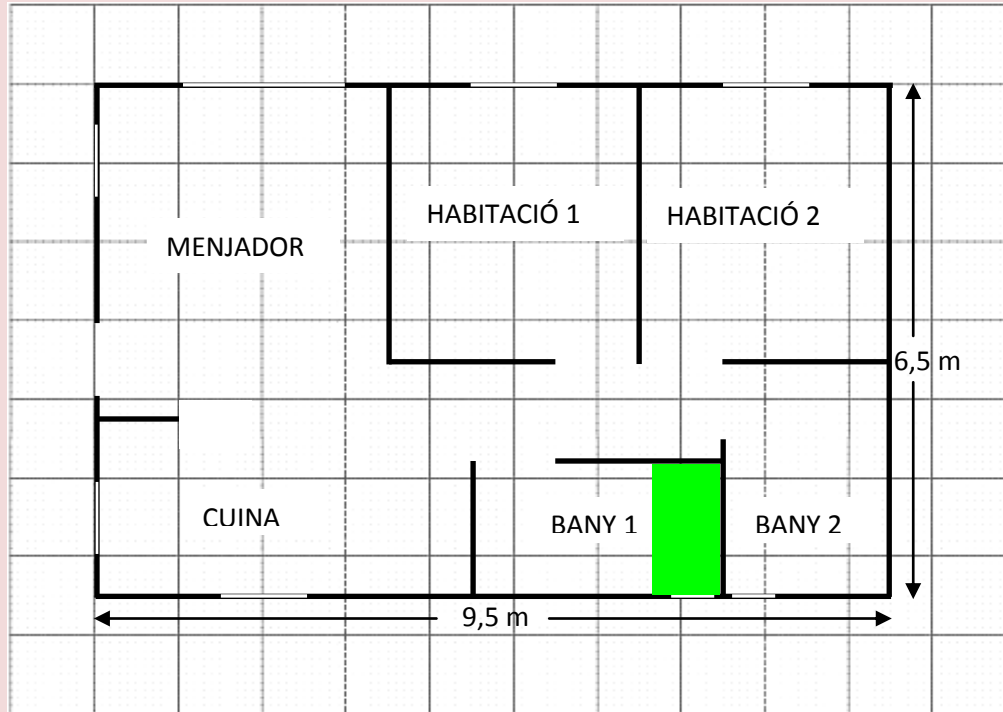 HABITACIÓ 1
HABITACIÓ 2
MENJADOR
6,5 m
CUINA
BANY 1
BANY 2
9,5 m